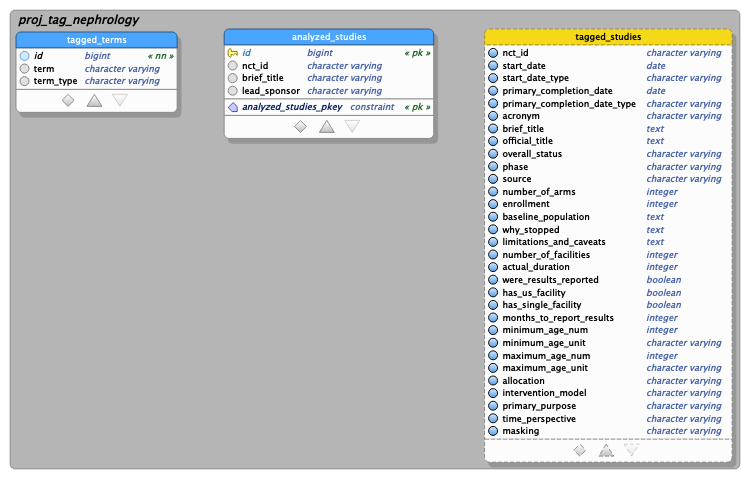 proj_tag_nephrology
tagged_terms
id bigint « nn »
term character varying
term_type character varying
analyzed_studies
id bigint « pk »
nct_id character varying
brief_title character varying
lead_sponsor character varying
analyzed_studies_pkey constraint « pk »
tagged_studies
nct_id character varying
start_date date
start_date_type character varying
primary_completion_date date
primary_completion_date_type character varying
acronym character varying
brief_title text
official_title text
overall_status character varying
phase character varying
source character varying
number_of_arms integer
enrollment integer
baseline_population text
why_stopped text
limitations_and_caveats text
number_of_facilities integer
actual_duration integer
were_results_reported boolean
has_us_facility boolean
has_single_facility boolean
months_to_report_results integer
minimum_age_num integer
minimum_age_unit character varying
maximum_age_num integer
maximum_age_unit character varying
allocation character varying
intervention_model character varying
primary_purpose character varying
time_perspective character varying
masking character varying